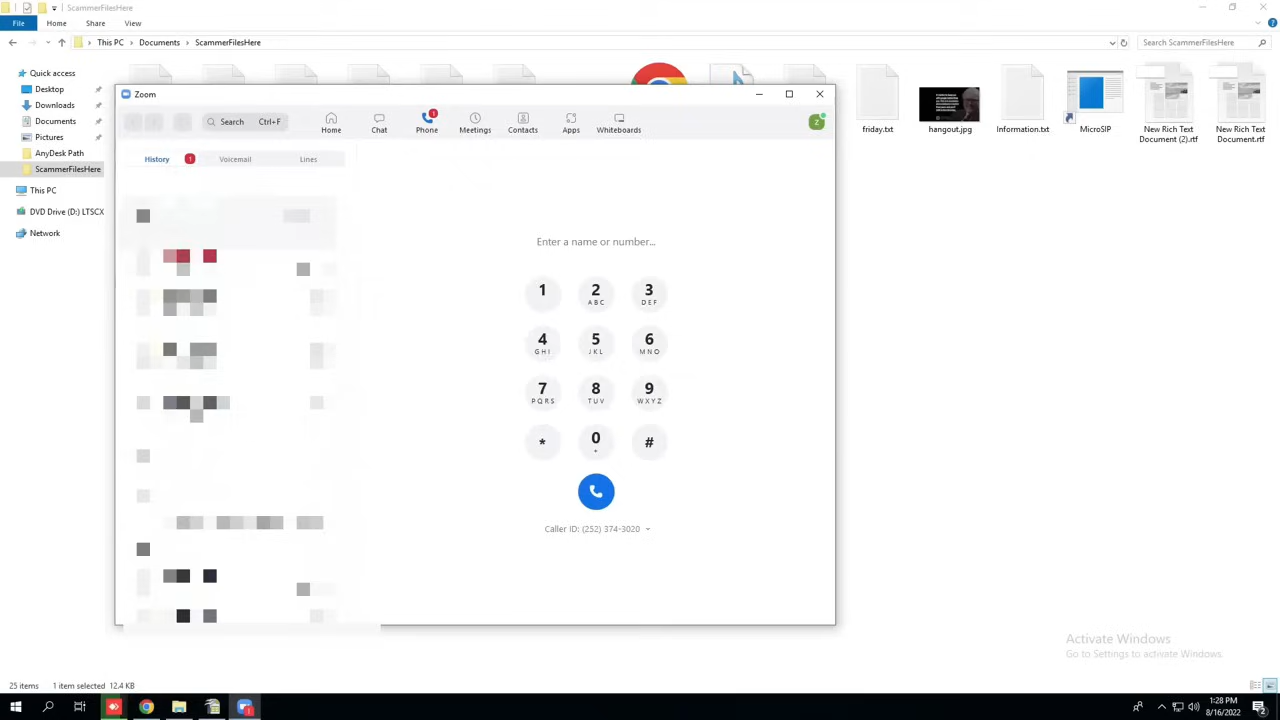 ScammerFilesHere
File
Home
Share
View
This PC
Documents
ScammerFilesHere
Search ScammerFilesHere
Quick access
Desktop
Downloads
Documents
Pictures
AnyDesk Path
ScammerFilesHere
This PC
DVD Drive (D:) LTSCX
Network
friday.txt
hangout.jpg
Information.txt
MicroSIP
New Rich Text Document (2).rtf
New Rich Text Document.rtf
Zoom
Home
Chat
Phone
1
Meetings
Contacts
Apps
Whiteboards
Z
History
1
Voicemail
Lines
Enter a name or number...
1
2
ABC
3
DEF
4
GHI
5
JKL
6
MNO
7
PQRS
8
TUV
9
WXYZ
*
0
+
#
Caller ID: (252) 374-3020
Activate Windows
Go to Settings to activate Windows.
25 items
1 item selected 12.4 KB
1:28 PM
8/16/2022
2